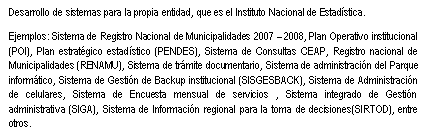 Desarrollo de sistemas para la propia entidad, que es el Instituto Nacional de Estadística.
Ejemplos: Sistema de Registro Nacional de Municipalidades 2007 – 2008, Plan Operativo institucional
(POI), Plan estratégico estadístico (PENDES), Sistema de Consultas CEAP, Registro nacional de
Municipalidades (RENAMU), Sistema de trámite documentario, Sistema de administración del Parque
informático, Sistema de Gestión de Backup institucional (SISGESBACK), Sistema de Administración
de celulares, Sistema de Encuesta mensual de servicios , Sistema integrado de Gestión
administrativa (SIGA), Sistema de Información regional para la toma de decisiones(SIRTOD), entre
otros.